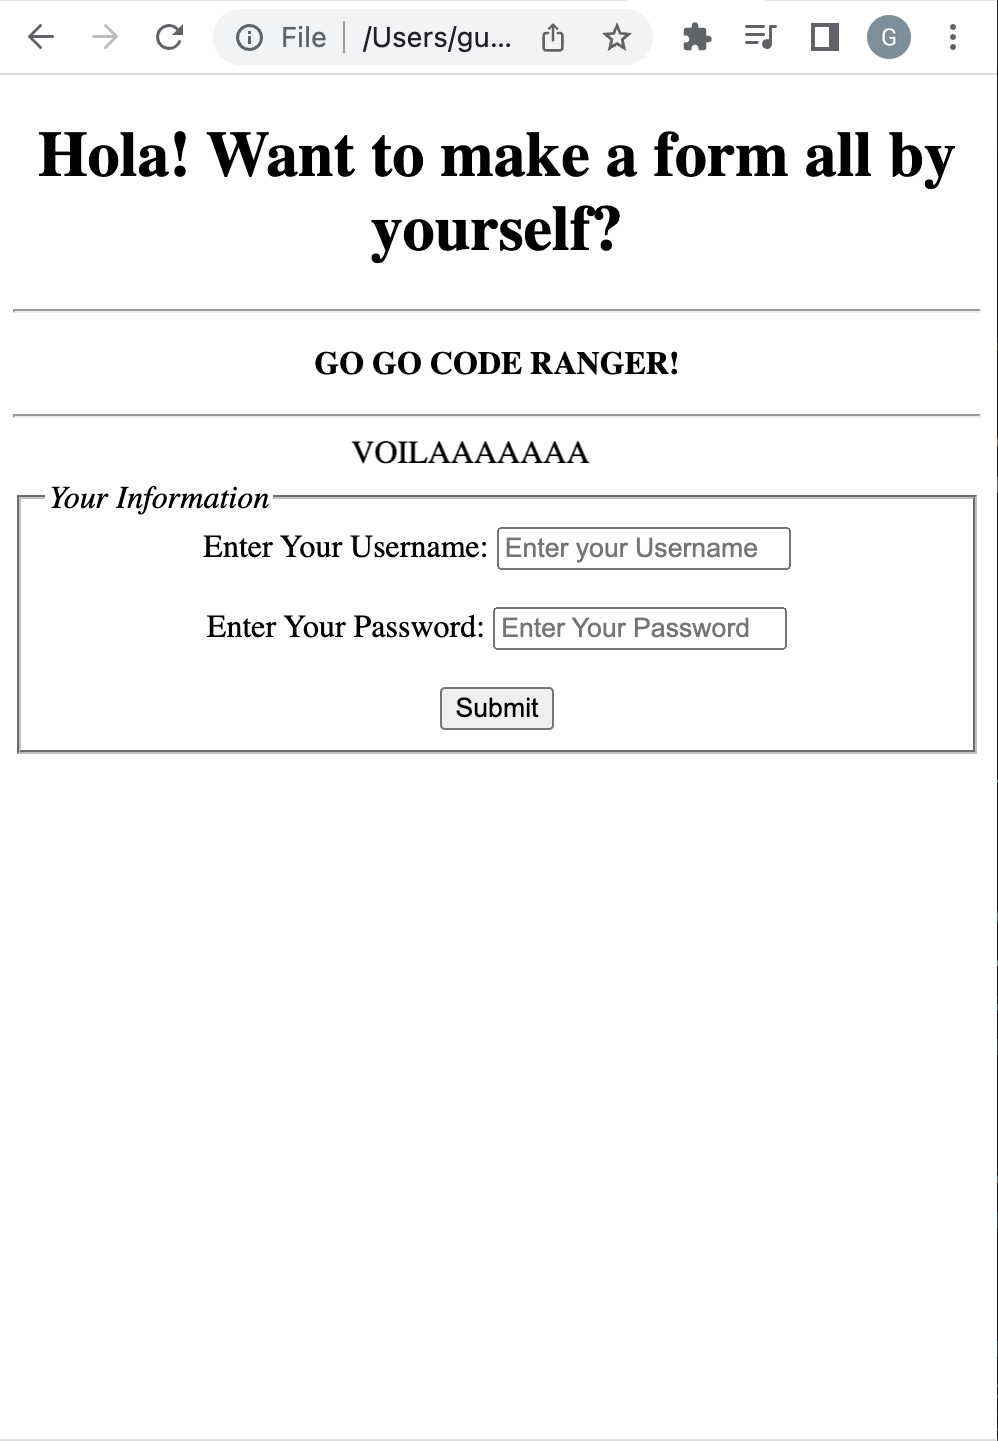 File /Users/gu... G
Hola! Want to make a form all by
yourself?
GO GO CODE RANGER!
VOILAAAAAAA
Your Information
Enter Your Username: Enter your Username
Enter Your Password: Enter Your Password
Submit